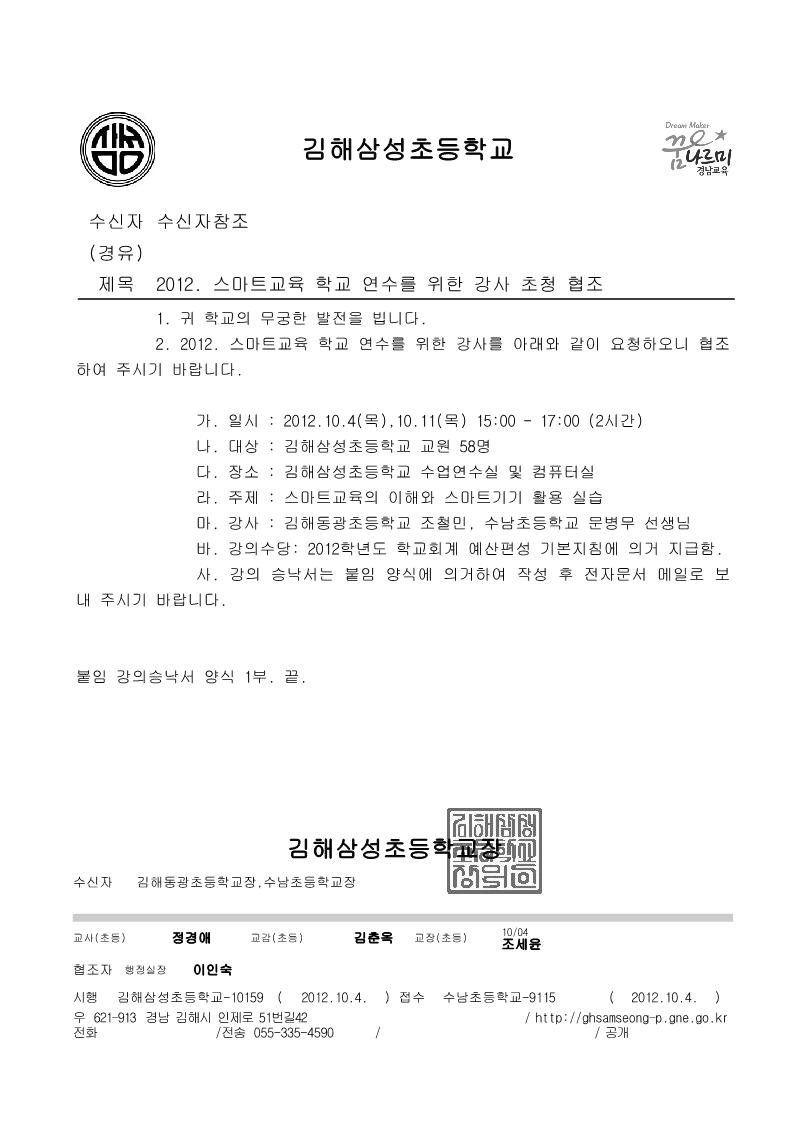 김해삼성초등학교
Dream Maker
꿈나르미
경남교육
수신자 수신자참조
(경유)
제목 2012. 스마트교육 학교 연수를 위한 강사 초청 협조
1. 귀 학교의 무궁한 발전을 빕니다.
2. 2012. 스마트교육 학교 연수를 위한 강사를 아래와 같이 요청하오니 협조
하여 주시기 바랍니다.
가. 일시 : 2012.10.4(목),10.11(목) 15:00 - 17:00 (2시간)
나. 대상 : 김해삼성초등학교 교원 58명
다. 장소 : 김해삼성초등학교 수업연수실 및 컴퓨터실
라. 주제 : 스마트교육의 이해와 스마트기기 활용 실습
마. 강사 : 김해동광초등학교 조철민, 수남초등학교 문병무 선생님
바. 강의수당: 2012학년도 학교회계 예산편성 기본지침에 의거 지급함.
사. 강의 승낙서는 붙임 양식에 의거하여 작성 후 전자문서 메일로 보
내 주시기 바랍니다.
붙임 강의승낙서 양식 1부. 끝.
김해삼성초등학교장
수신자 김해동광초등학교장,수남초등학교장
교사(초등) 정경애 교감(초등) 김춘옥 교장(초등) 10/04 조세윤
협조자 행정실장 이인숙
시행 김해삼성초등학교-10159 ( 2012.10.4. ) 접수 수남초등학교-9115 ( 2012.10.4. )
우 621-913 경남 김해시 인제로 51번길42 / http://ghsamseong-p.gne.go.kr
전화 /전송 055-335-4590 / / 공개